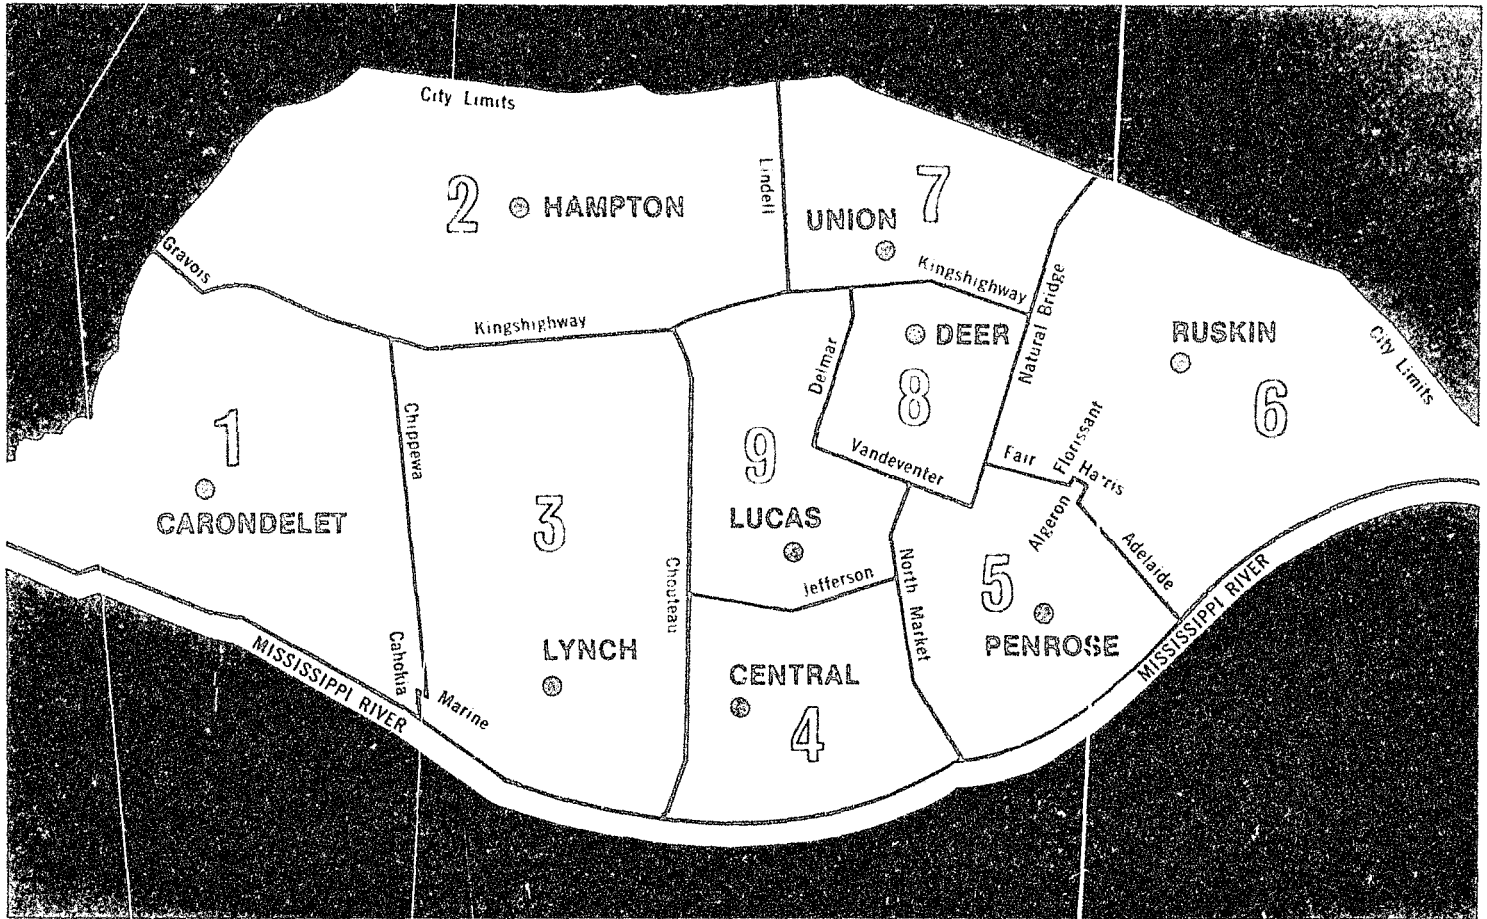 City Limits
2
HAMPTON
Lindell
7
UNION
Gravois
Kingshighway
Kingshighway
Natural Bridge
DEER
RUSKIN
City Limits
Delmar
8
6
1
Chippewa
9
Vandeventer
Fair
Florissant
Harris
CARONDELET
3
LUCAS
Algeron
Adelaide
Chouteau
Jefferson
North Market
5
PENROSE
MISSISSIPPI RIVER
Cahokia
LYNCH
MISSISSIPPI RIVER
Marine
CENTRAL
4